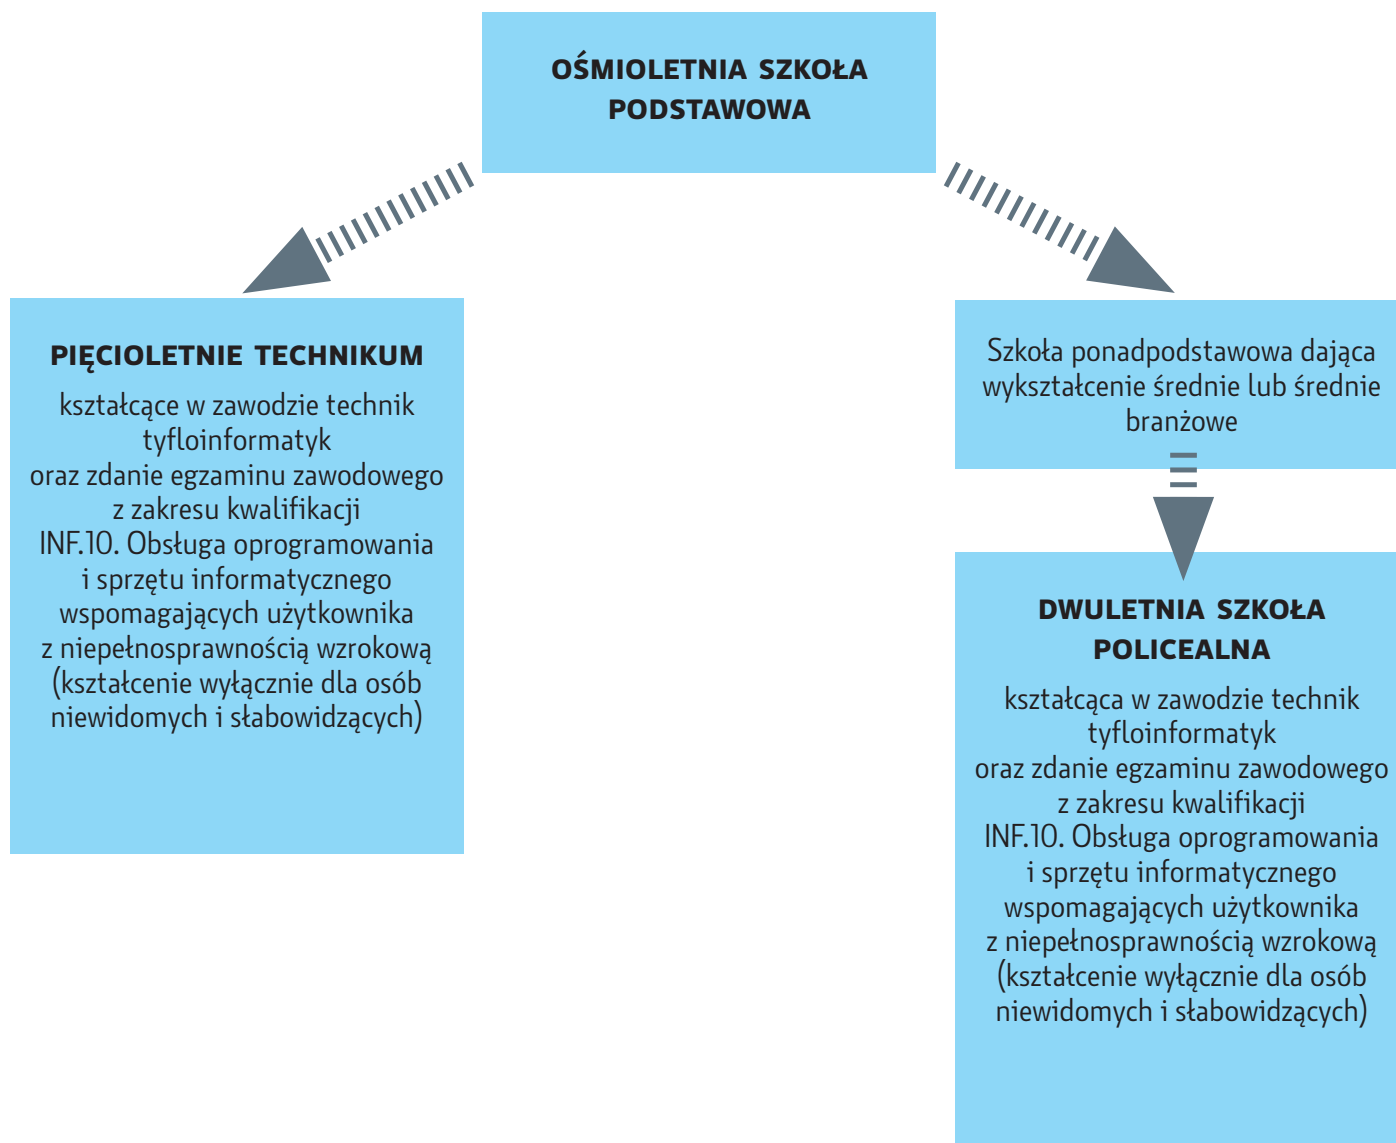 OŚMIOLETNIA SZKOŁA
PODSTAWOWA
PIĘCIOLETNIE TECHNIKUM
kształcące w zawodzie technik
tyfloinformatyk
oraz zdanie egzaminu zawodowego
z zakresu kwalifikacji
INF.10. Obsługa oprogramowania
i sprzętu informatycznego
wspomagających użytkownika
z niepełnosprawnością wzrokową
(kształcenie wyłącznie dla osób
niewidomych i słabowidzących)
Szkoła ponadpodstawowa dająca
wykształcenie średnie lub średnie
branżowe
DWULETNIA SZKOŁA
POLICEALNA
kształcąca w zawodzie technik
tyfloinformatyk
oraz zdanie egzaminu zawodowego
z zakresu kwalifikacji
INF.10. Obsługa oprogramowania
i sprzętu informatycznego
wspomagających użytkownika
z niepełnosprawnością wzrokową
(kształcenie wyłącznie dla osób
niewidomych i słabowidzących)